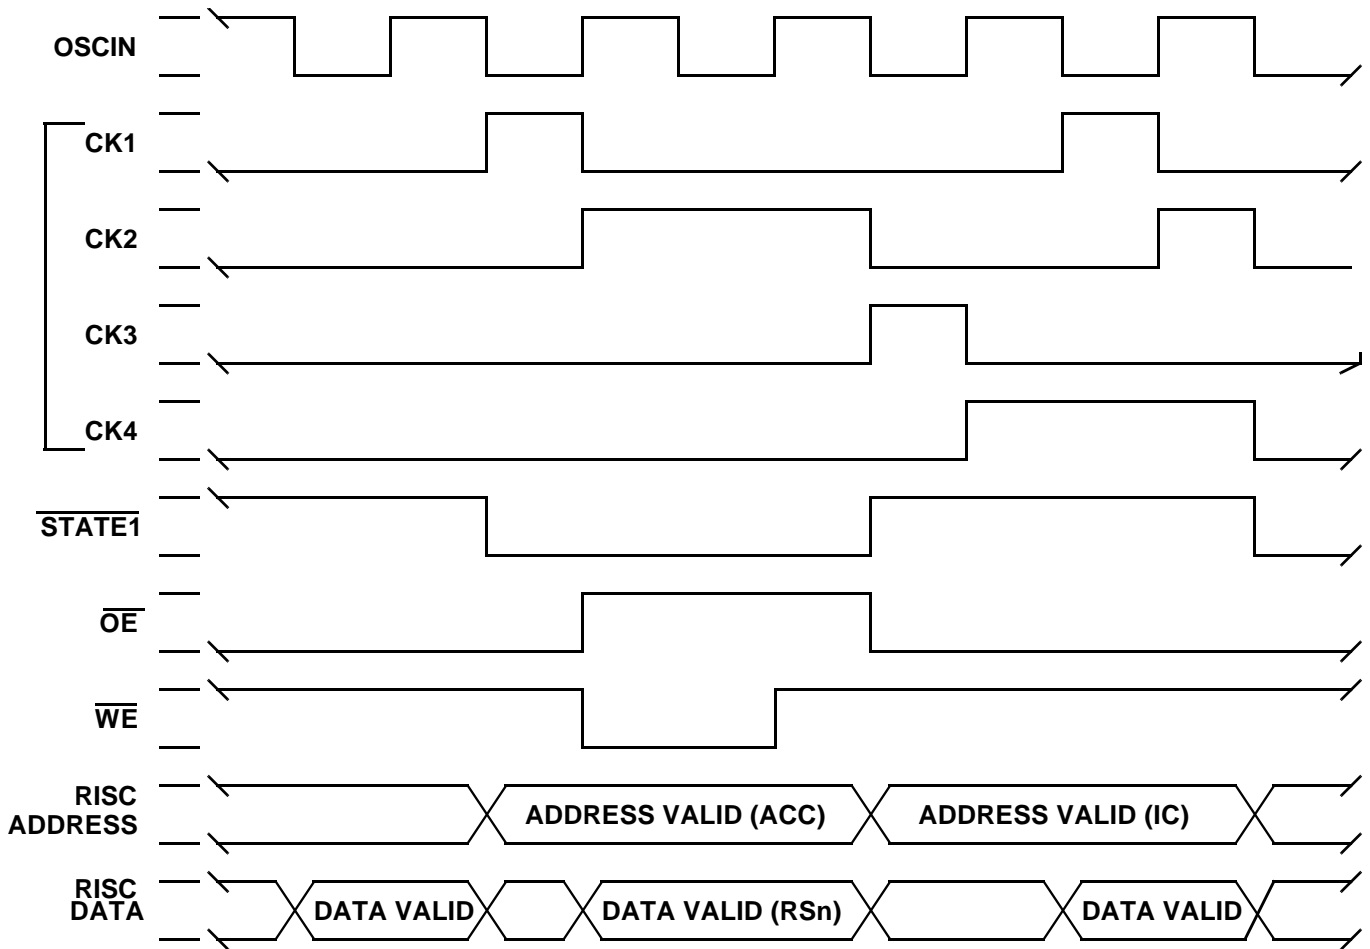 OSCIN
CK1
CK2
CK3
CK4
STATE1
OE
WE
RISC
ADDRESS
ADDRESS VALID (ACC)
ADDRESS VALID (IC)
RISC
DATA
DATA VALID
DATA VALID (RSn)
DATA VALID